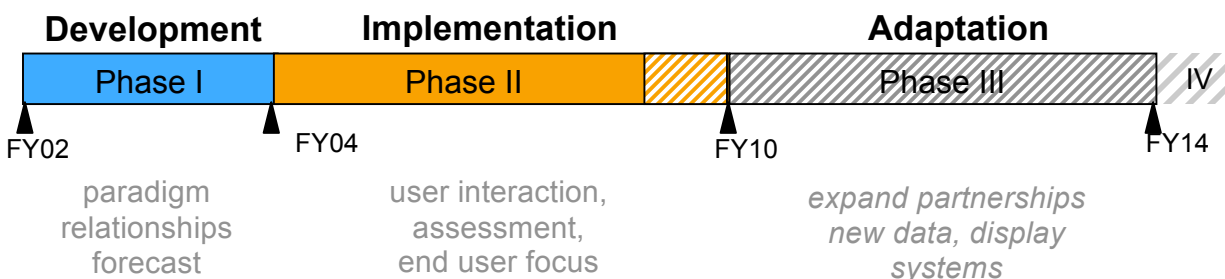 Development Implementation Adaptation
Phase I Phase II Phase III IV
FY02 FY04 FY10 FY14
paradigm
relationships
forecast
user interaction,
assessment,
end user focus
expand partnerships
new data, display
systems